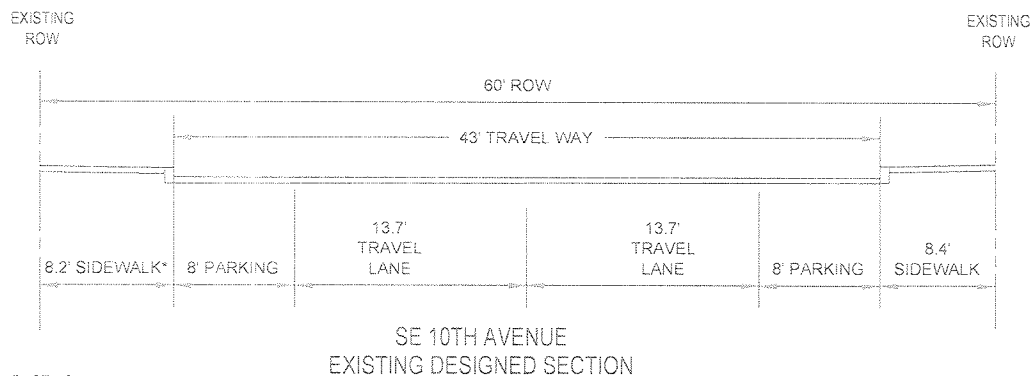 EXISTING
ROW
EXISTING
ROW
60' ROW
43' TRAVEL WAY
8.2' SIDEWALK*
8' PARKING
13.7'
TRAVEL
LANE
13.7'
TRAVEL
LANE
8' PARKING
8.4'
SIDEWALK
SE 10TH AVENUE
EXISTING DESIGNED SECTION